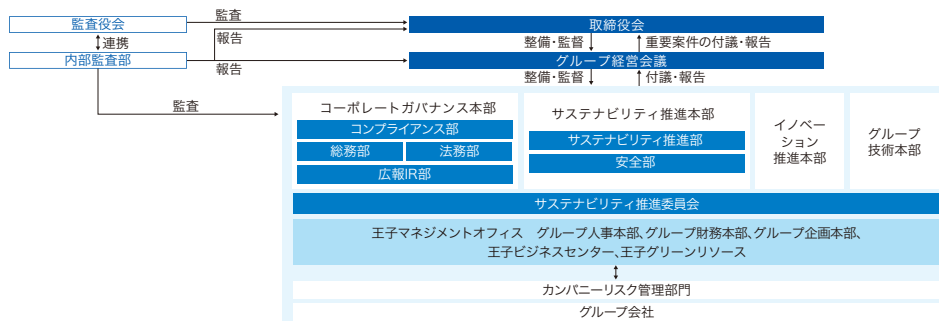 監査役会
監査
取締役会
連携
報告
整備・監督
重要案件の付議・報告
内部監査部
報告
グループ経営会議
整備・監督
付議・報告
監査
コーポレートガバナンス本部
コンプライアンス部
総務部
法務部
広報IR部
サステナビリティ推進本部
サステナビリティ推進部
安全部
イノベー
ション
推進本部
グループ
技術本部
サステナビリティ推進委員会
王子マネジメントオフィス　グループ人事本部、グループ財務本部、グループ企画本部、
王子ビジネスセンター、王子グリーンリソース
カンパニーリスク管理部門
グループ会社